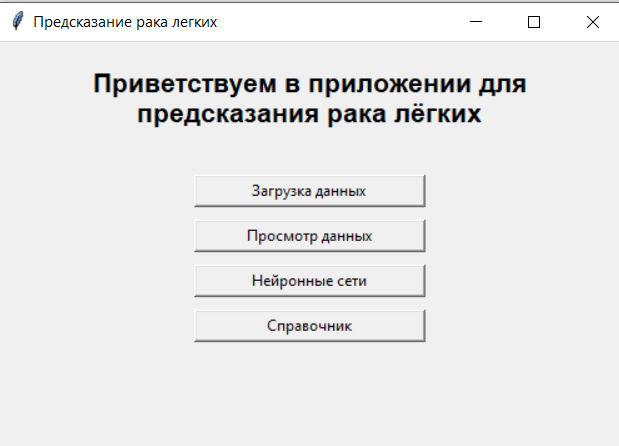 Предсказание рака легких
Приветствуем в приложении для
предсказания рака лёгких
Загрузка данных
Просмотр данных
Нейронные сети
Справочник